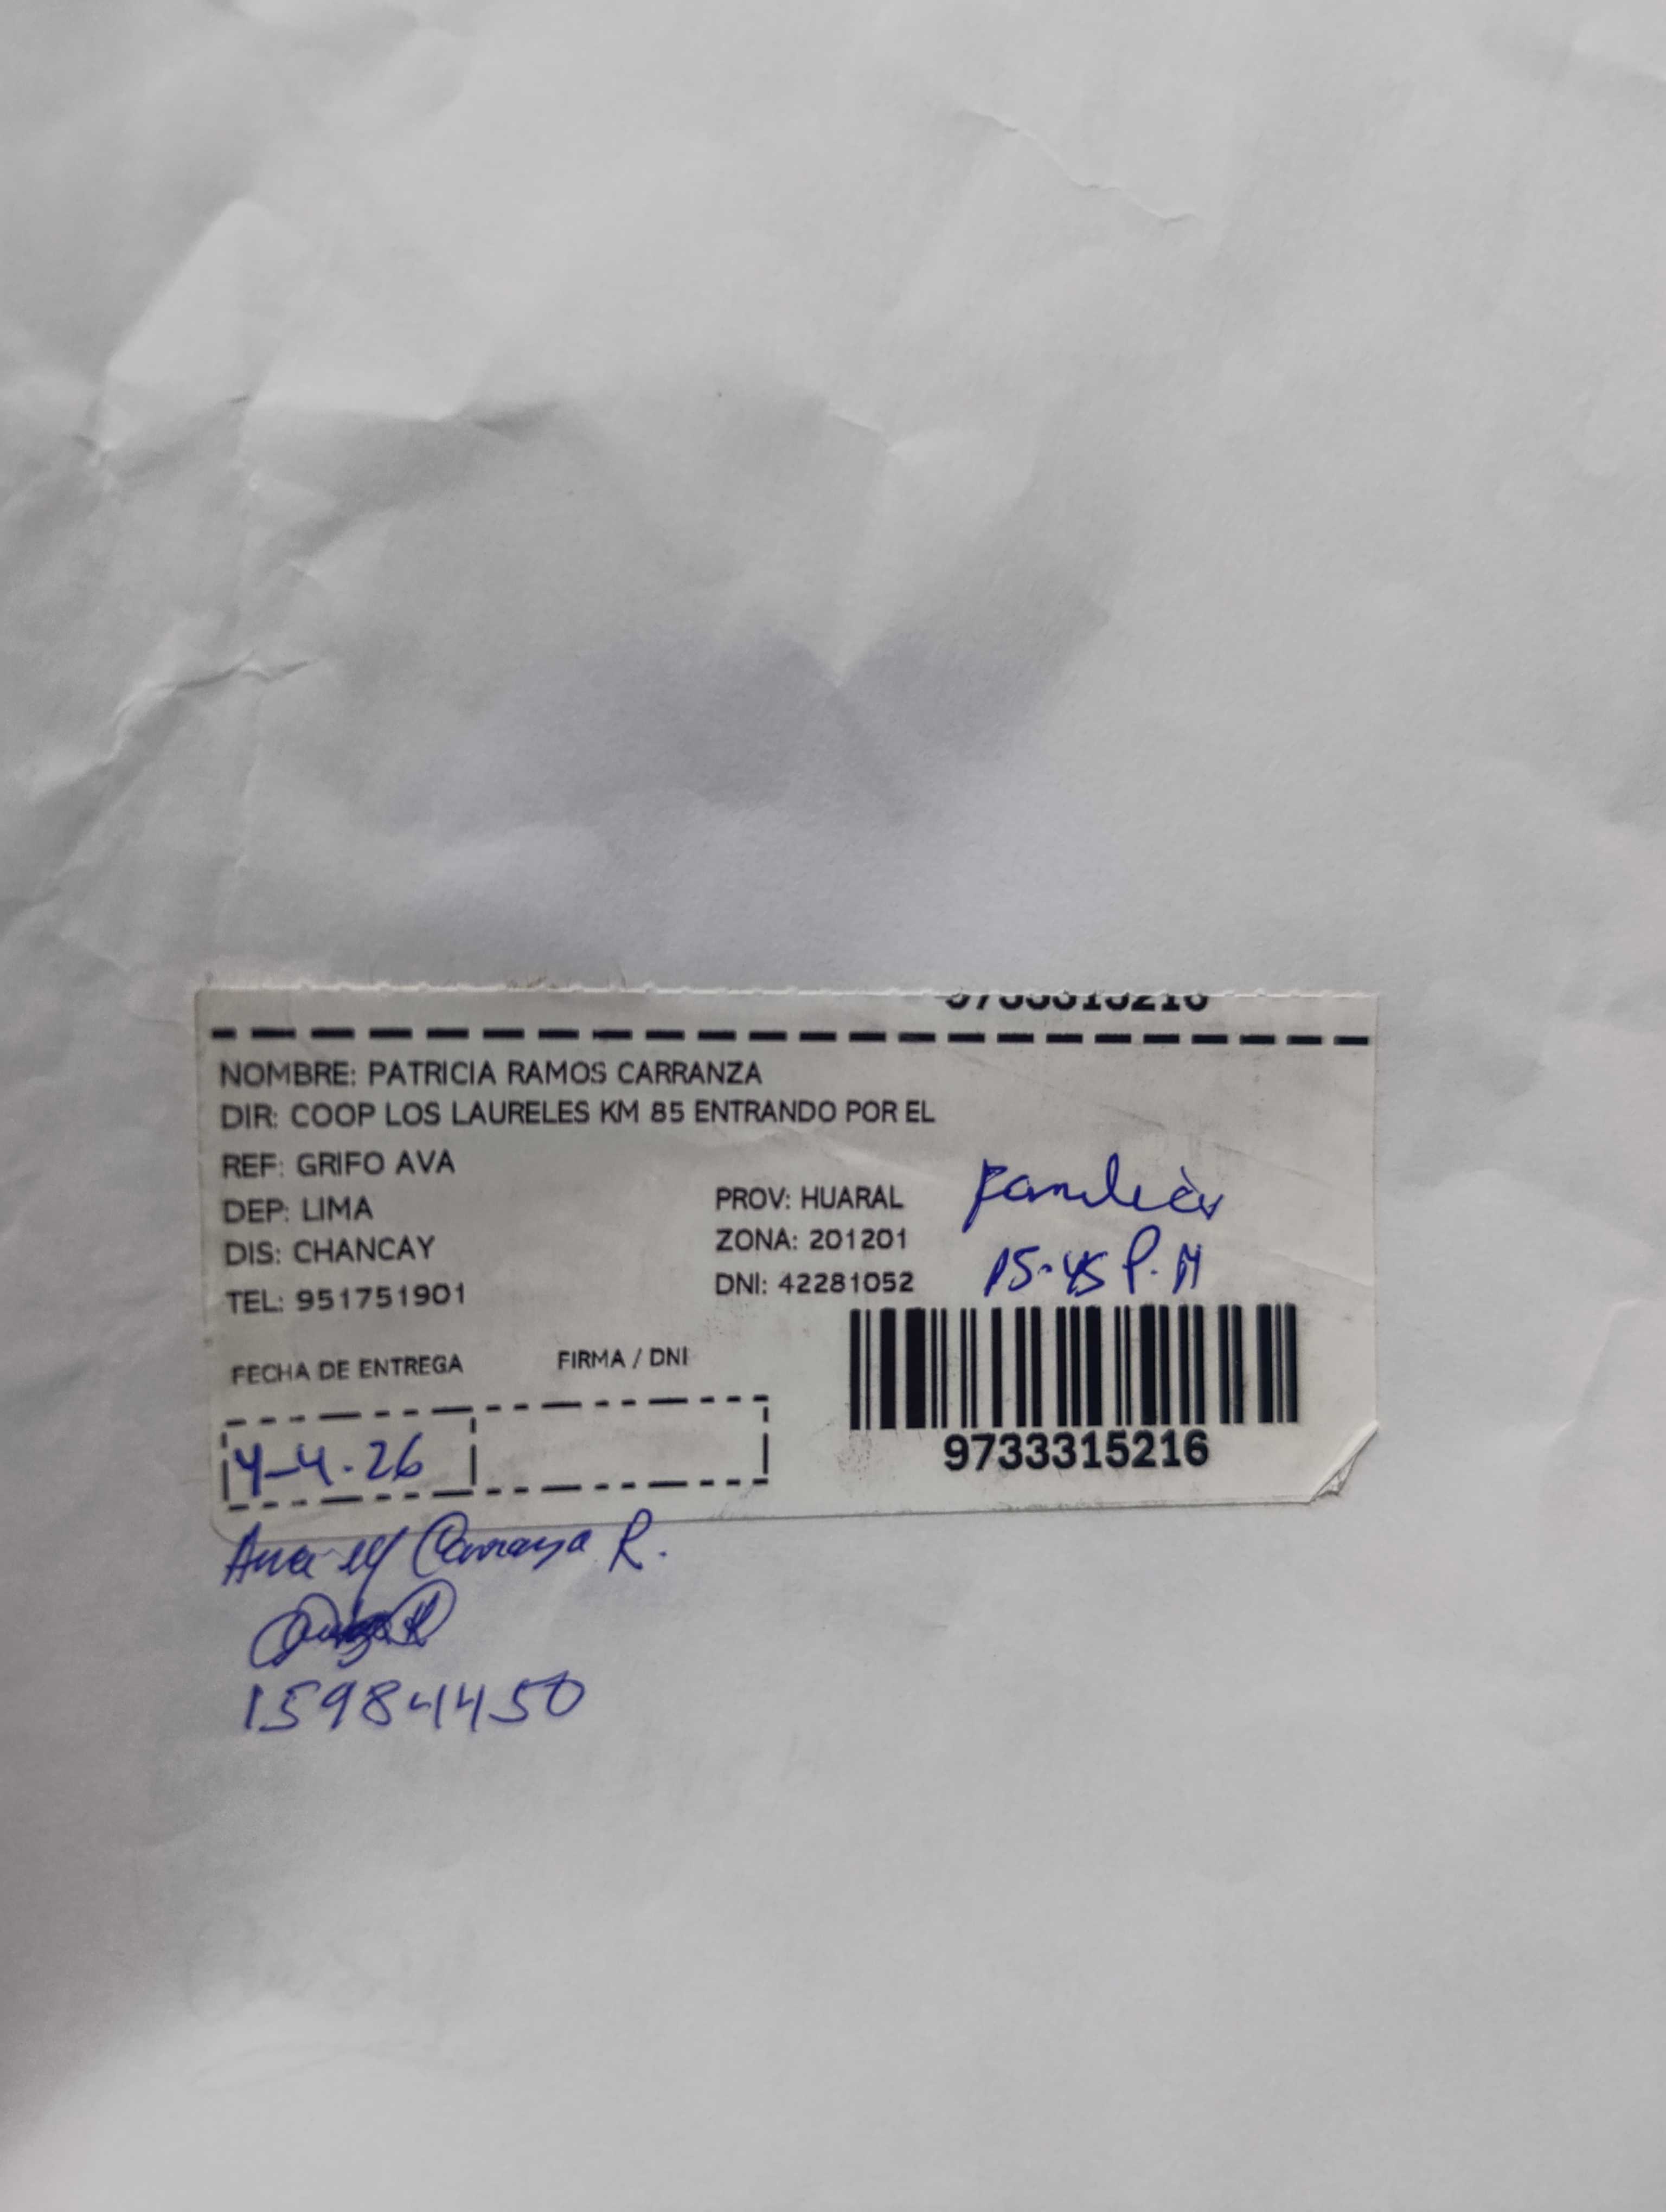 9733315216
NOMBRE: PATRICIA RAMOS CARRANZA
DIR: COOP LOS LAURELES KM 85 ENTRANDO POR EL
REF: GRIFO AVA
DEP: LIMA
PROV: HUARAL
DIS: CHANCAY
ZONA: 201201
TEL: 951751901
DNI: 42281052
15-45 P.M
FECHA DE ENTREGA
FIRMA / DNI
4-4-26
9733315216
Ana Carranza R.
15984450